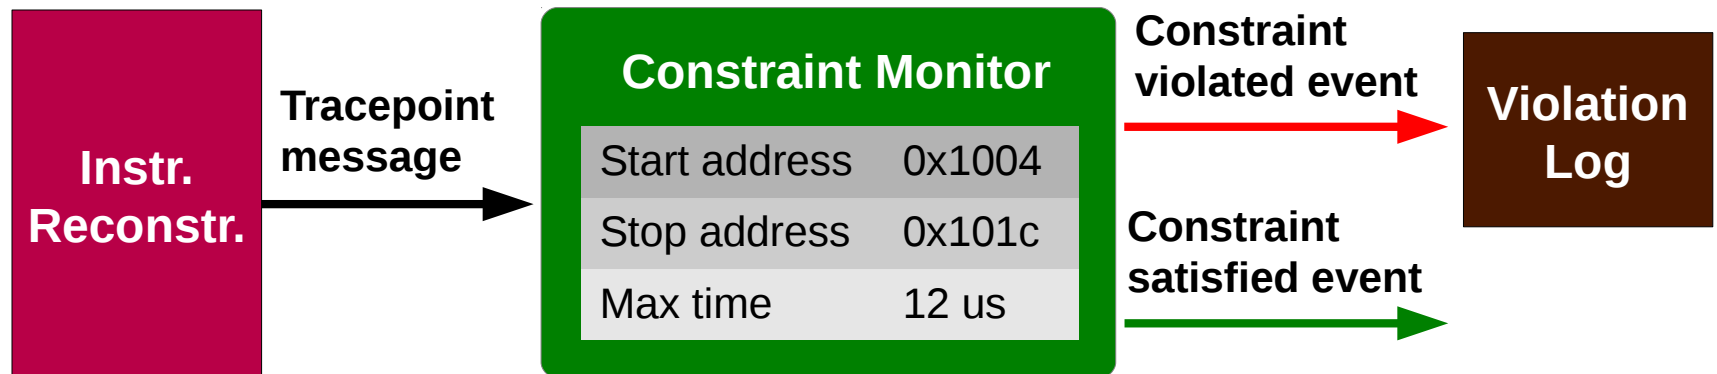 Instr.
Reconstr.
Tracepoint
message
Constraint Monitor
Start address 0x1004
Stop address 0x101c
Max time 12 us
Constraint
violated event
Constraint
satisfied event
Violation
Log